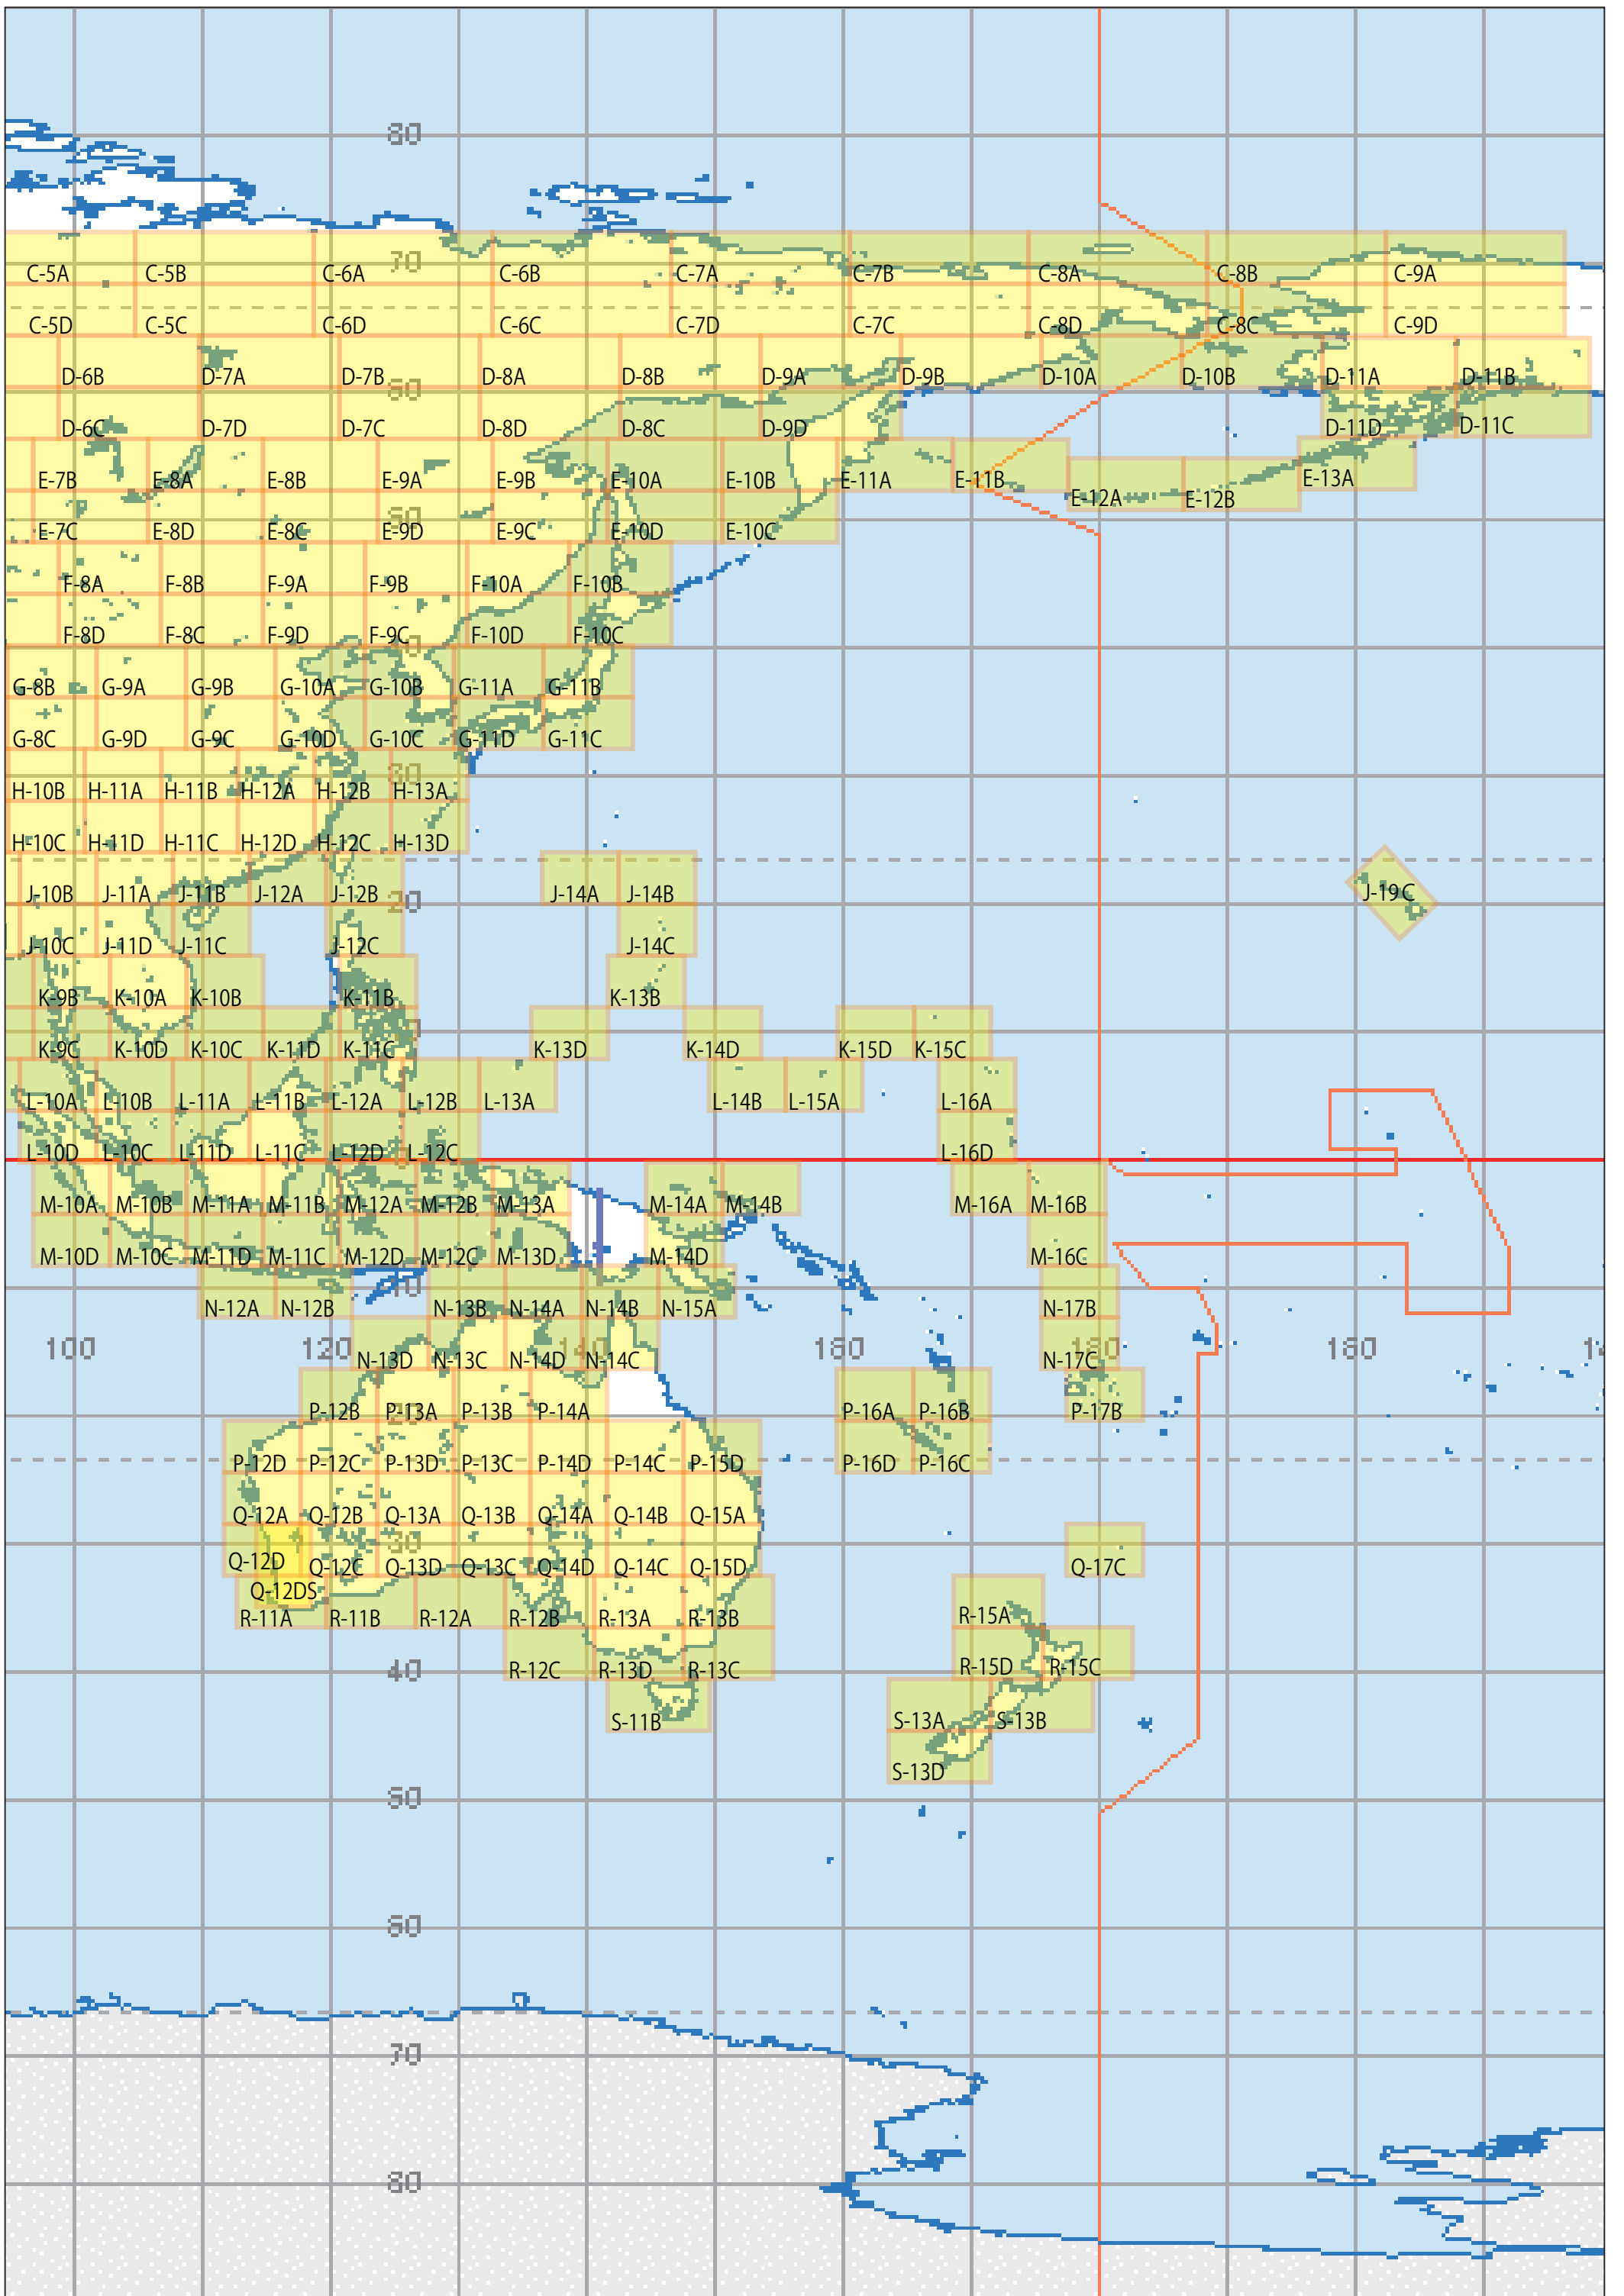 80
70
C-5A C-5B C-6A C-6B C-7A C-7B C-8A C-8B C-9A
C-5D C-5C C-6D C-6C C-7D C-7C C-8D C-8C C-9D
D-6B D-7A D-7B D-8A D-8B D-9A D-9B D-10A D-10B D-11A D-11B
60
D-6C D-7D D-7C D-8D D-8C D-9D D-11D D-11C
E-7B E-8A E-8B E-9A E-9B E-10A E-10B E-11A E-11B E-12A E-12B E-13A
50
E-7C E-8D E-8C E-9D E-9C E-10D E-10C
F-8A F-8B F-9A F-9B F-10A F-10B
F-8D F-8C F-9D F-9C F-10D F-10C
40
G-8B G-9A G-9B G-10A G-10B G-11A G-11B
G-8C G-9D G-9C G-10D G-10C G-11D G-11C
30
H-10B H-11A H-11B H-12A H-12B H-13A
H-10C H-11D H-11C H-12D H-12C H-13D
J-10B J-11A J-11B J-12A J-12B J-14A J-14B J-19C
20
J-10C J-11D J-11C J-12C J-14C
K-9B K-10A K-10B K-11B K-13B
K-9C K-10D K-10C K-11D K-11C K-13D K-14D K-15D K-15C
L-10A L-10B L-11A L-11B L-12A L-12B L-13A L-14B L-15A L-16A
L-10D L-10C L-11D L-11C L-12D L-12C L-16D
M-10A M-10B M-11A M-11B M-12A M-12B M-13A M-14A M-14B M-16A M-16B
M-10D M-10C M-11D M-11C M-12D M-12C M-13D M-14D M-16C
10
N-12A N-12B N-13B N-14A N-14B N-15A N-17B
100 120 140 180 180 180 14
N-13D N-13C N-14D N-14C N-17C
P-12B P-13A P-13B P-14A P-16A P-16B P-17B
20
P-12D P-12C P-13D P-13C P-14D P-14C P-15D P-16D P-16C
Q-12A Q-12B Q-13A Q-13B Q-14A Q-14B Q-15A
30
Q-12D Q-12C Q-13D Q-13C Q-14D Q-14C Q-15D Q-17C
Q-12DS
R-11A R-11B R-12A R-12B R-13A R-13B R-15A
40
R-12C R-13D R-13C R-15D R-15C
S-11B S-13A S-13B
S-13D
50
60
70
80